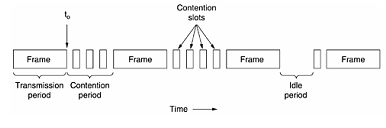 t₀
Contention
slots
Frame
Frame
Frame
Frame
Transmission
period
Contention
period
Idle
period
Time